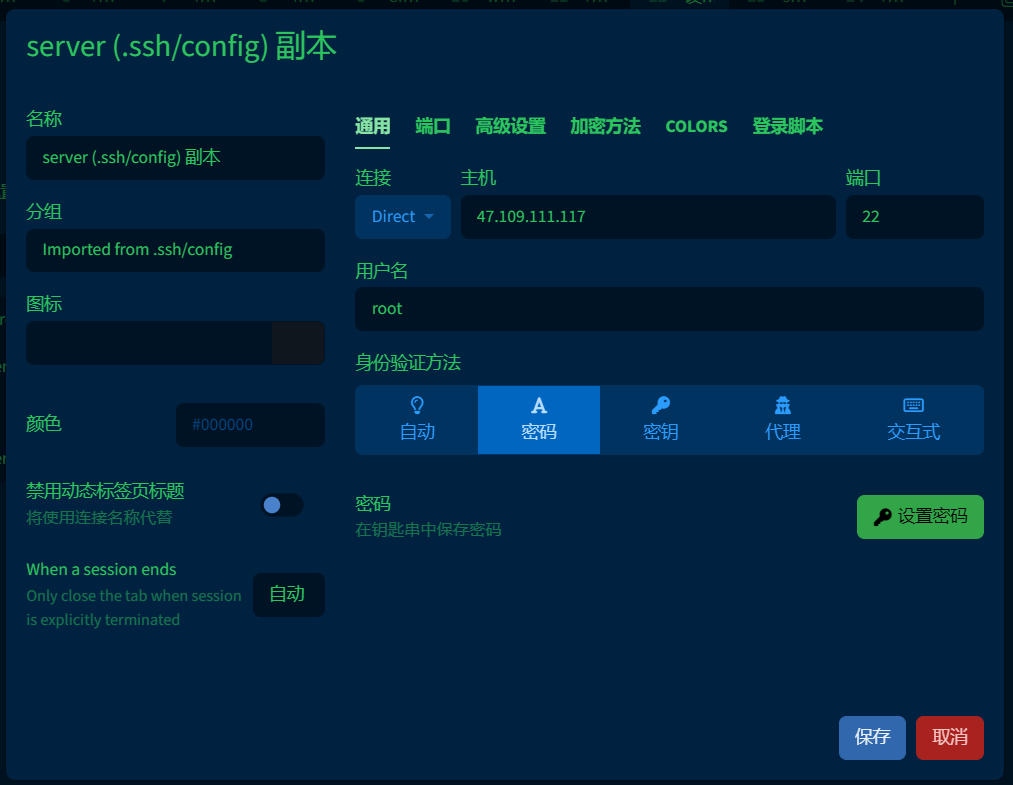 server (.ssh/config) 副本
名称
server (.ssh/config) 副本
分组
Imported from .ssh/config
图标
颜色
#000000
禁用动态标签页标题
将使用连接名称代替
When a session ends
Only close the tab when session
is explicitly terminated
自动
通用 端口 高级设置 加密方法 COLORS 登录脚本
连接 主机 端口
Direct 47.109.111.117 22
用户名
root
身份验证方法
自动 密码 密钥 代理 交互式
密码
在钥匙串中保存密码
设置密码
保存 取消